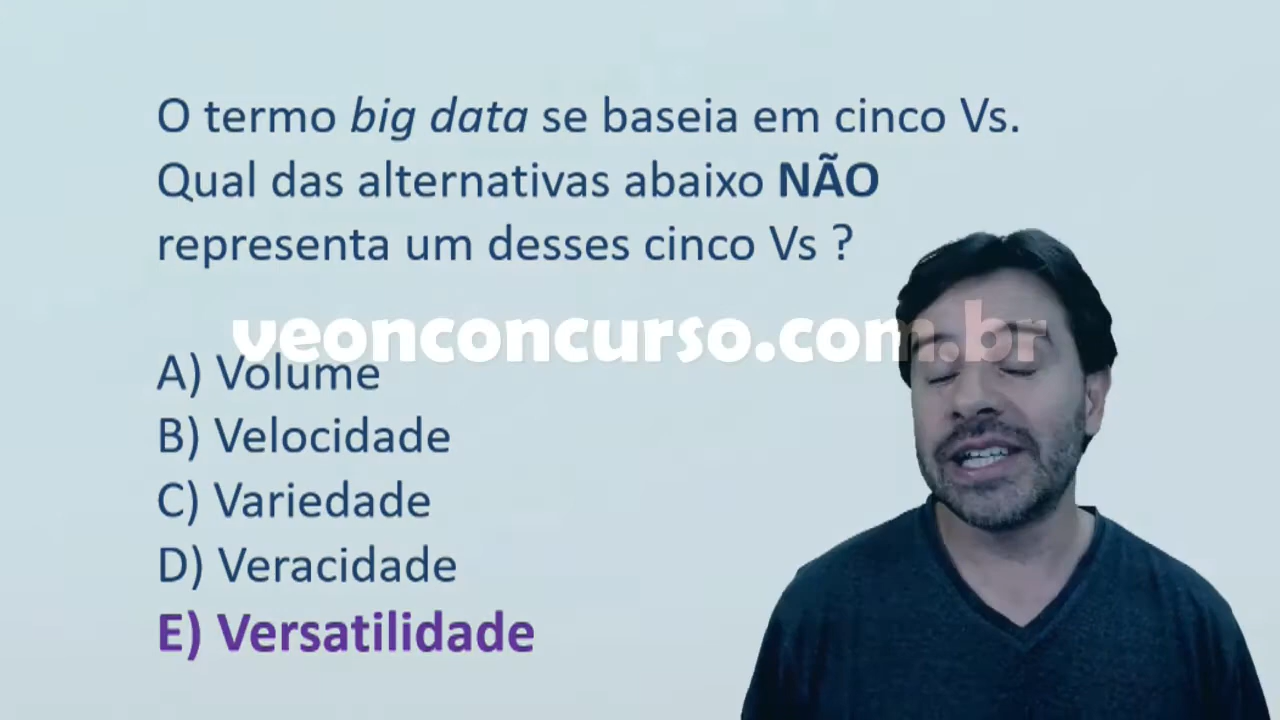 O termo big data se baseia em cinco Vs.
Qual das alternativas abaixo NÃO
representa um desses cinco Vs ?
veonconcurso.com.br
A) Volume
B) Velocidade
C) Variedade
D) Veracidade
E) Versatilidade